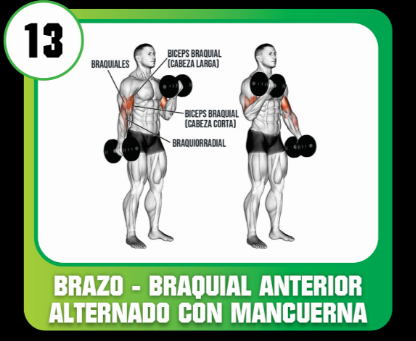 13
BICEPS BRAQUIAL
(CABEZA LARGA)
BRAQUIALES
BICEPS BRAQUIAL
(CABEZA CORTA)
BRAQUIORRADIAL
BRAZO - BRAQUIAL ANTERIOR
ALTERNADO CON MANCUERNA